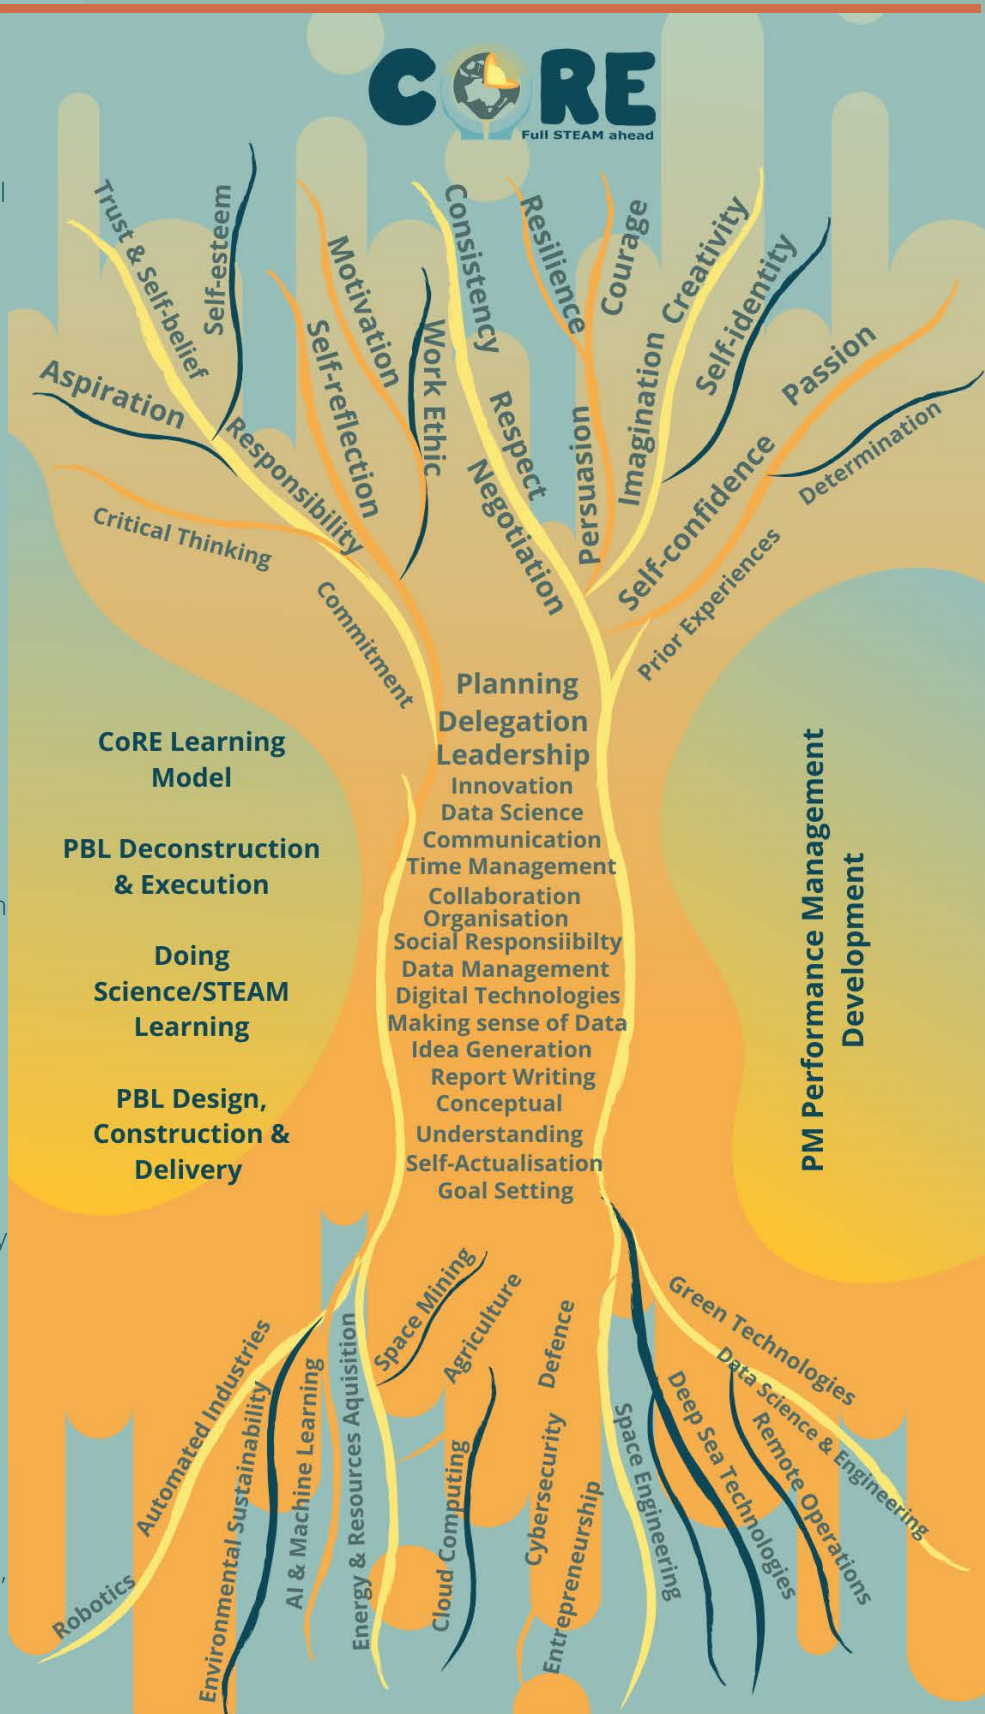 CORE
Full STEAM ahead
Trust & Self-belief
Self-esteem
Aspiration
Critical Thinking
Responsibility
Commitment
Self-reflection
Motivation
Work Ethic
Consistency
Respect
Negotiation
Resilience
Courage
Persnasion
Imagination
Creativity
Self-identity
Passion
Self-confidence
Determination
Prior Experiences
Planning
Delegation
Leadership
Innovation
Data Science
Communication
Time Management
Collaboration
Organisation
Social Responsiibilty
Data Management
Digital Technologies
Making sense of Data
Idea Generation
Report Writing
Conceptual
Understanding
Self-Actualisation
Goal Setting
CoRE Learning
Model
PBL Deconstruction
& Execution
Doing
Science/STEAM
Learning
PBL Design,
Construction &
Delivery
PM Performance Management
Development
Robotics
Automated Industries
Environmental Sustainability
AI & Machine Learning
Energy & Resources Aquisition
Space Mining
Agriculture
Cloud Computing
Defence
Cybersecurity
Entrepreneurship
Space Engineering
Deep Sea Technologies
Green Technologies
Data Science & Engineering
Remote Operations